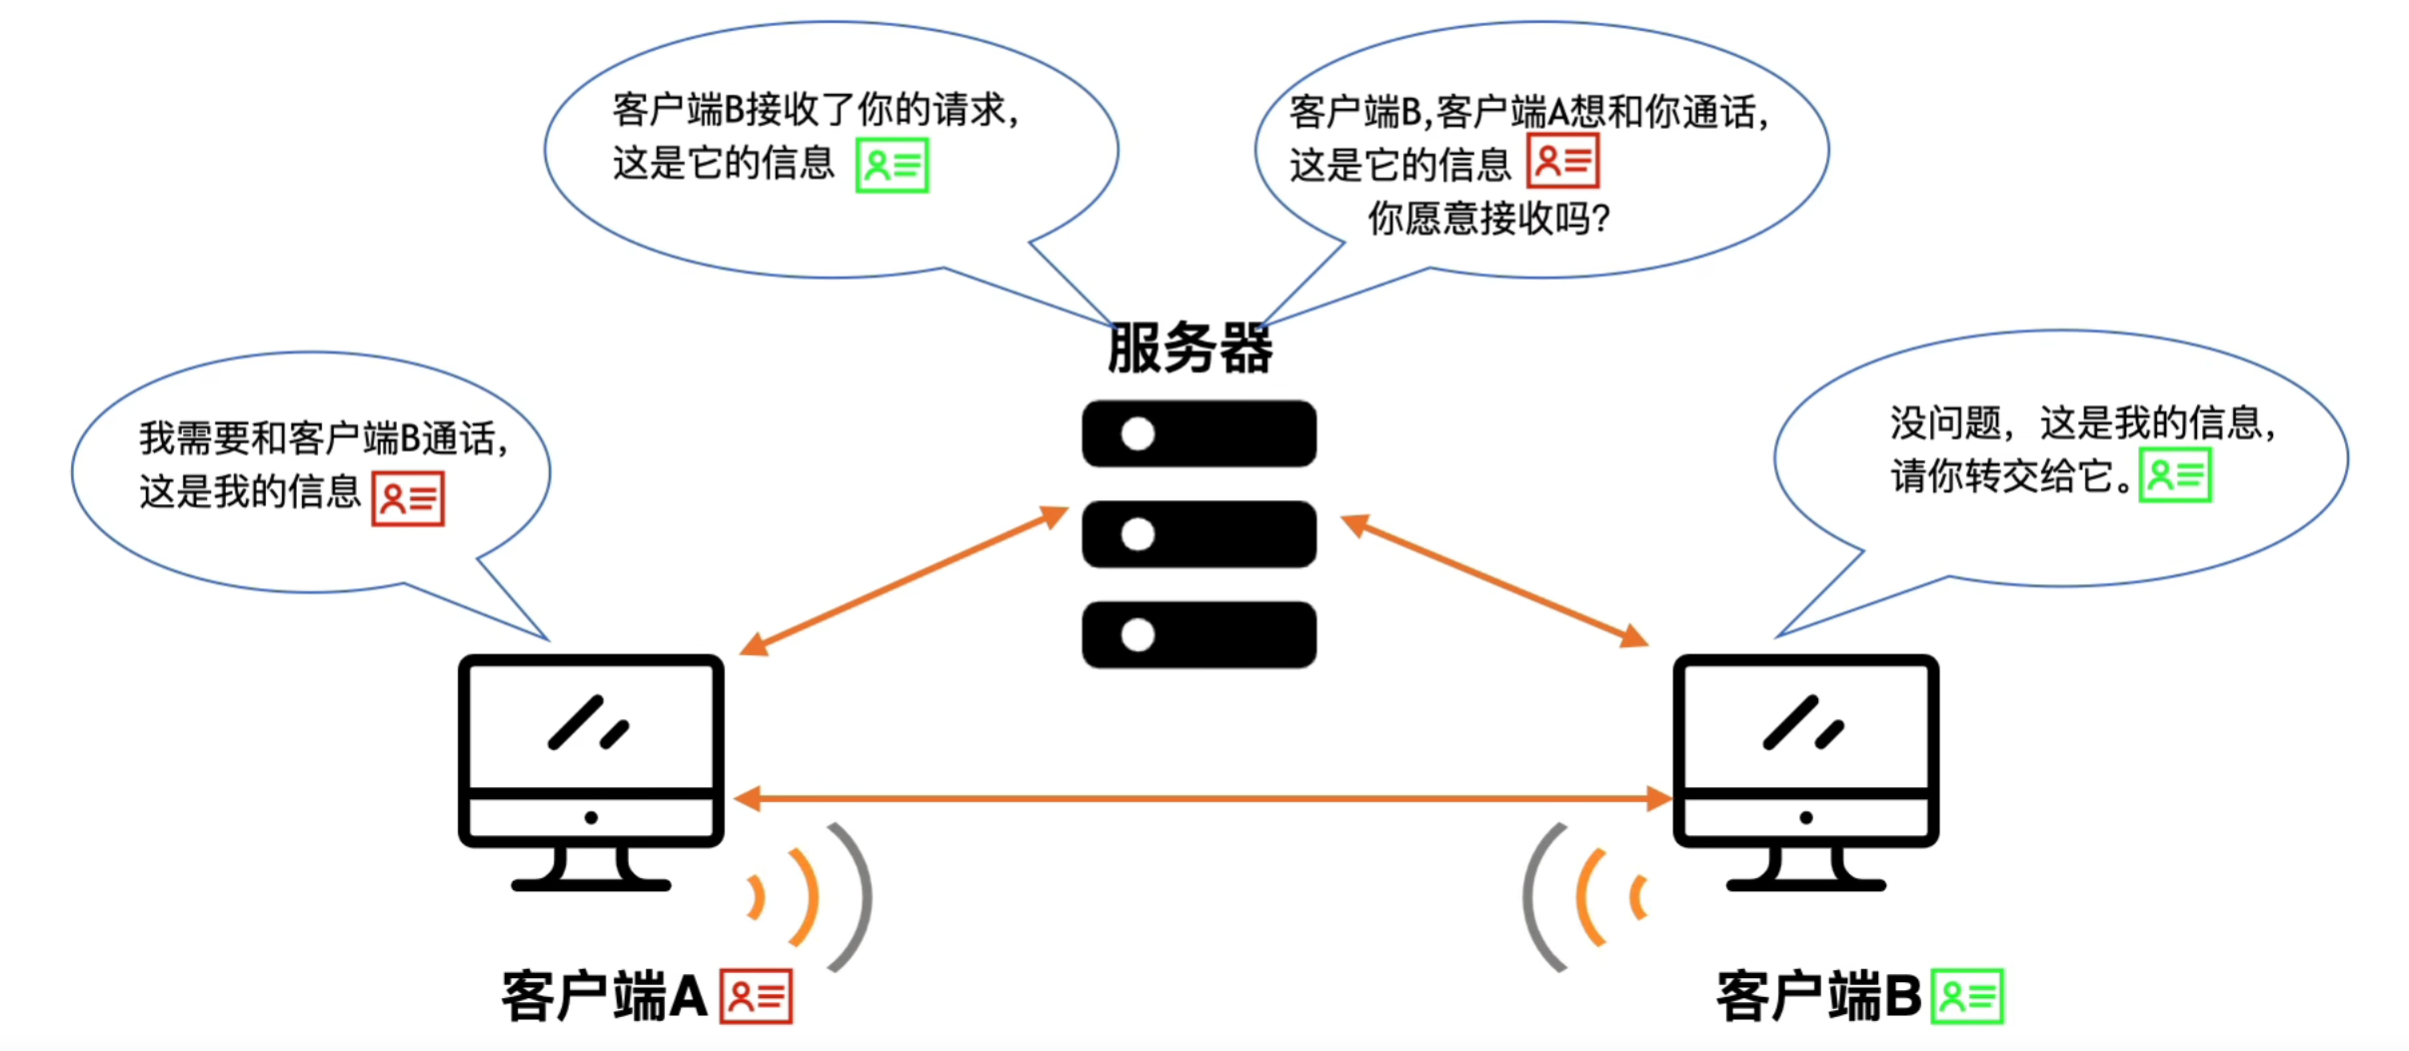 客户端B接收了你的请求,
这是它的信息
客户端B,客户端A想和你通话,
这是它的信息
你愿意接收吗?
服务器
我需要和客户端B通话,
这是我的信息
没问题，这是我的信息,
请你转交给它。
客户端A
客户端B